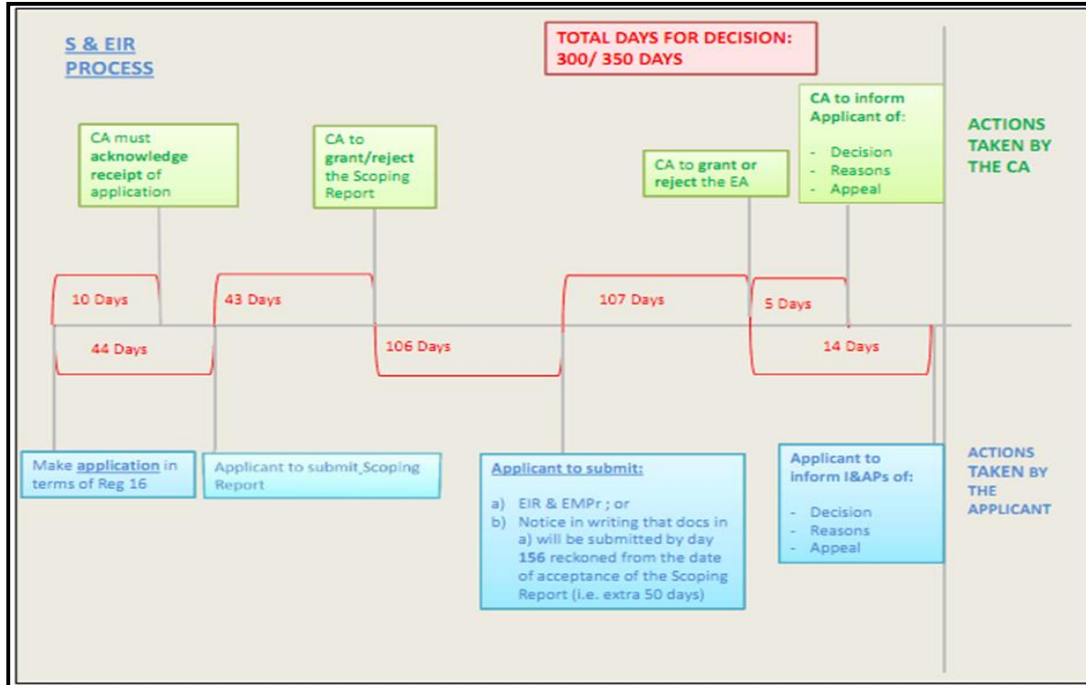 S & EIR
PROCESS
TOTAL DAYS FOR DECISION:
300/ 350 DAYS
CA must
acknowledge
receipt of
application
CA to
grant/reject
the Scoping
Report
CA to grant or
reject the EA
CA to inform
Applicant of:
- Decision
- Reasons
- Appeal
ACTIONS
TAKEN BY
THE CA
10 Days
43 Days
107 Days
5 Days
44 Days
106 Days
14 Days
Make application in
terms of Reg 16
Applicant to submit Scoping
Report
Applicant to submit:
a) EIR & EMPr ; or
b) Notice in writing that docs in
a) will be submitted by day
156 reckoned from the date
of acceptance of the Scoping
Report (i.e. extra 50 days)
Applicant to
inform I&APs of:
- Decision
- Reasons
- Appeal
ACTIONS
TAKEN BY
THE
APPLICANT